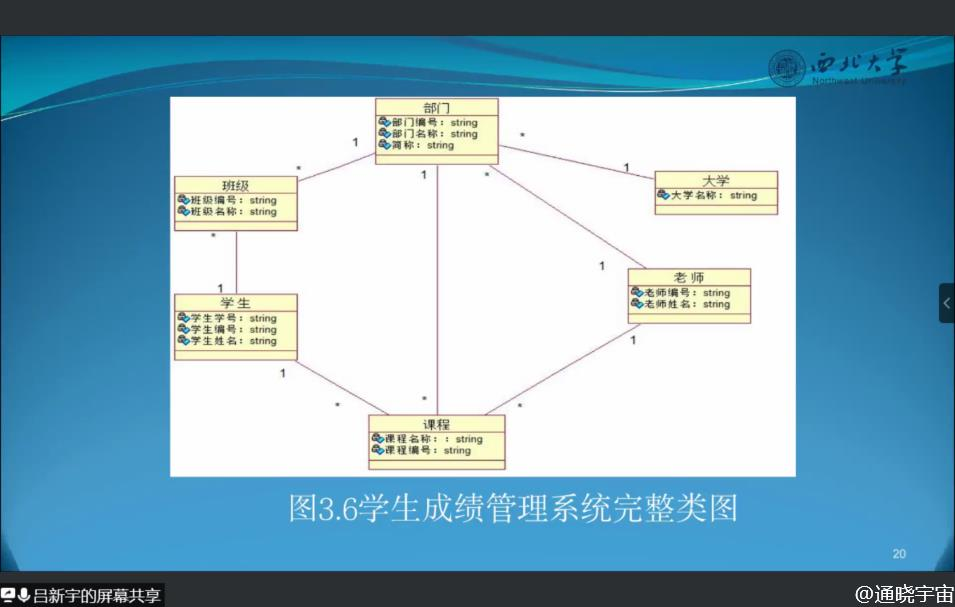 西北大学
Northwest University
部门
部门编号： string
部门名称： string
简称： string
1
*
1
*
*
1
班级
班级编号： string
班级名称： string
大学
大学名称： string
*
1
1
老师
老师编号： string
老师姓名： string
学生
学生学号： string
学生编号： string
学生姓名： string
1
1
*
*
*
课程
课程名称：： string
课程编号： string
图3.6学生成绩管理系统完整类图
20
吕新宇的屏幕共享
@通晓宇宙